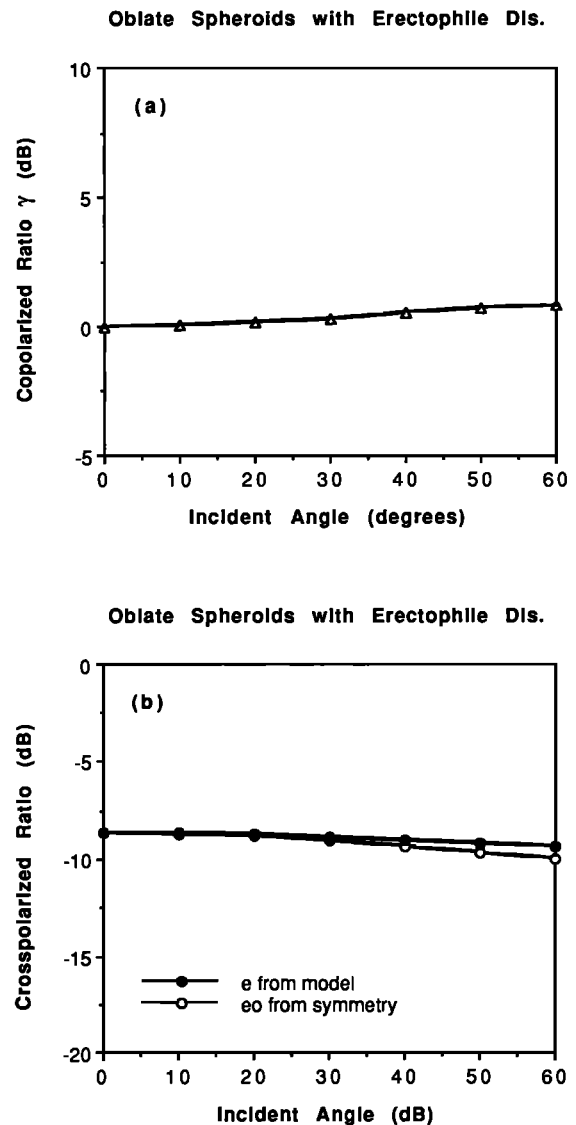 Oblate Spheroids with Erectophile Dis.
10
(a)
5
0
-5
Copolarized Ratio γ (dB)
0 10 20 30 40 50 60
Incident Angle (degrees)
Oblate Spheroids with Erectophile Dis.
0
(b)
-5
-10
-15
-20
Crosspolarized Ratio (dB)
e from model
eo from symmetry
0 10 20 30 40 50 60
Incident Angle (dB)